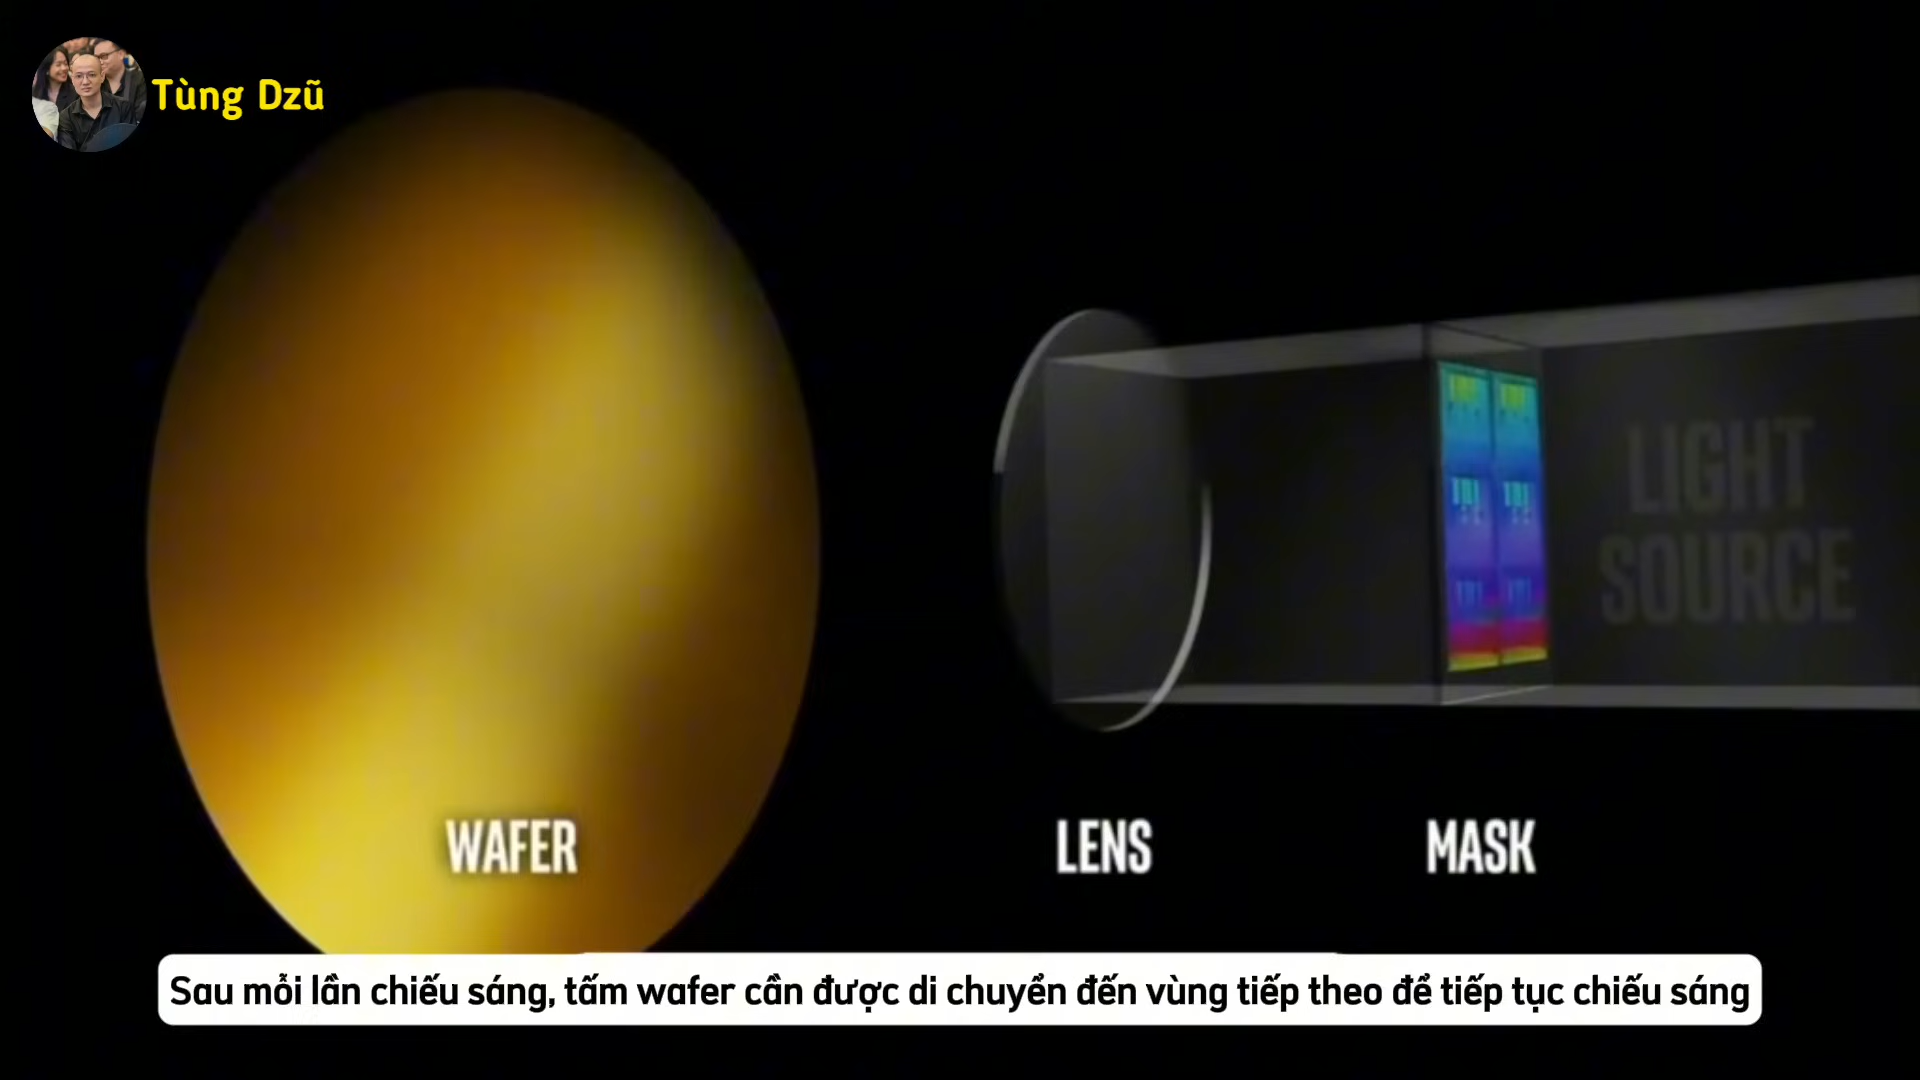 Tùng Dzũ
LIGHT
SOURCE
WAFER
LENS
MASK
Sau mỗi lần chiếu sáng, tấm wafer cần được di chuyển đến vùng tiếp theo để tiếp tục chiếu sáng